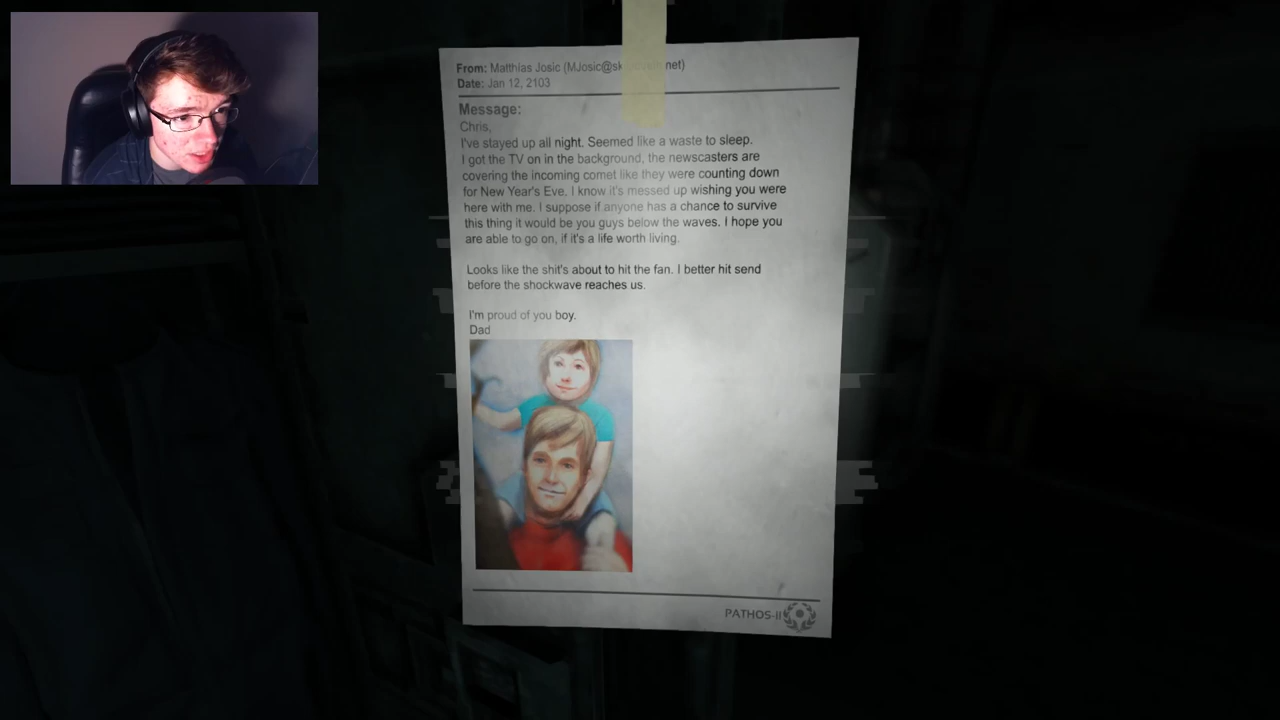 From: Matthias Josic (MJosic@sk net)
Date: Jan 12, 2103
Message:
Chris,
I've stayed up all night. Seemed like a waste to sleep.
I got the TV on in the background, the newscasters are
covering the incoming comet like they were counting down
for New Year's Eve. I know it's messed up wishing you were
here with me. I suppose if anyone has a chance to survive
this thing it would be you guys below the waves. I hope you
are able to go on, if it's a life worth living.
Looks like the shit's about to hit the fan. I better hit send
before the shockwave reaches us.
I'm proud of you boy.
Dad
PATHOS-II